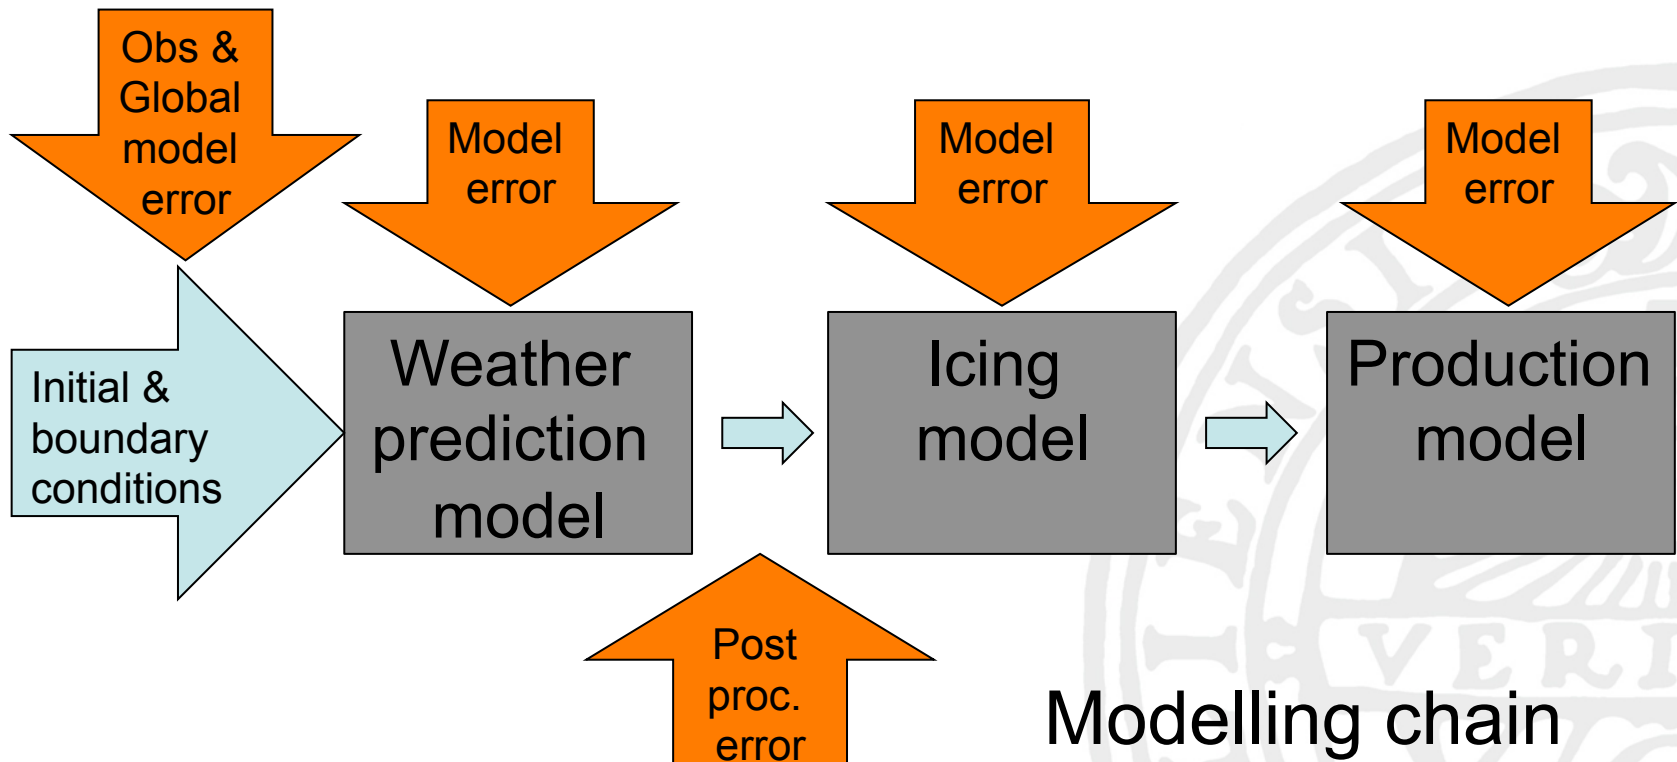 Obs &
Global
model
error
Model
error
Model
error
Model
error
Initial &
boundary
conditions
Weather
prediction
model
Icing
model
Production
model
Post
proc.
error
Modelling chain
VERI